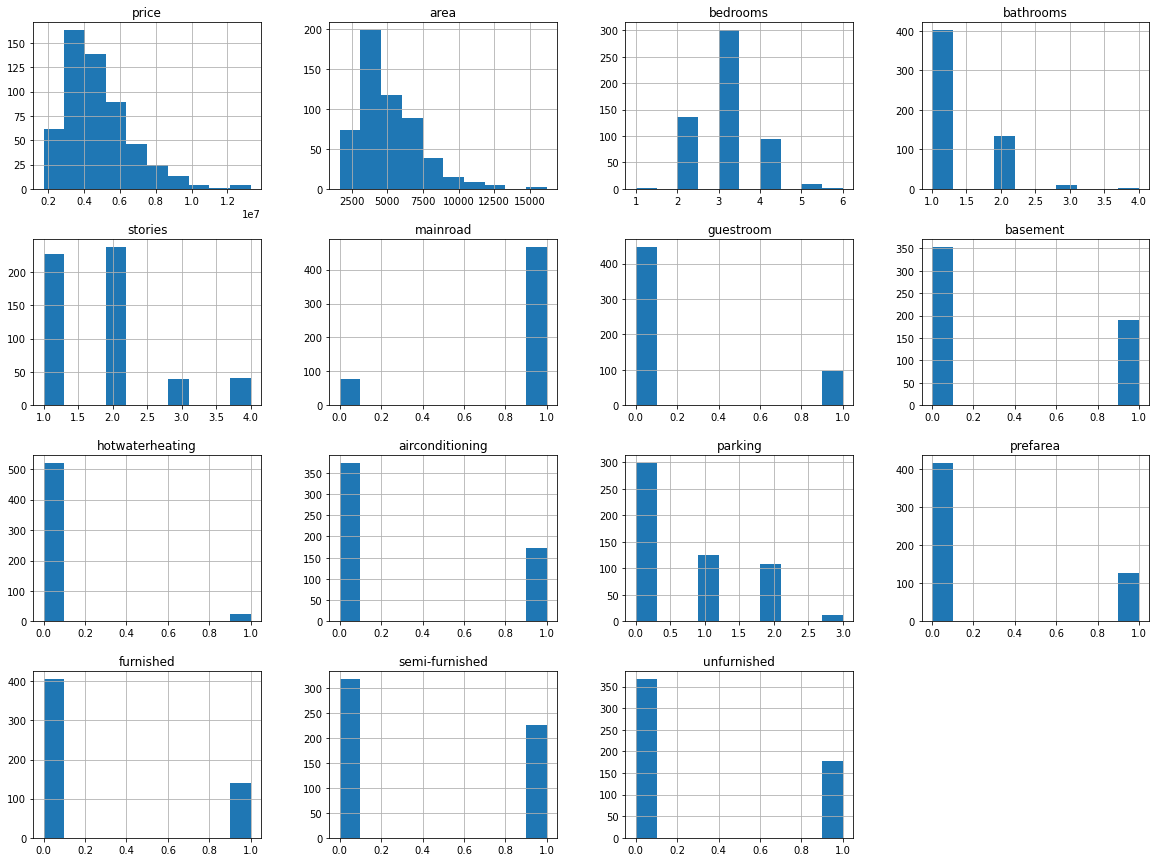 price area bedrooms bathrooms
150 125 100 75 50 25 0
0.2 0.4 0.6 0.8 1.0 1.2
1e7
200 150 100 50 0
2500 5000 7500 10000 12500 15000
300 250 200 150 100 50 0
1 2 3 4 5 6
400 300 200 100 0
1.0 1.5 2.0 2.5 3.0 3.5 4.0
stories mainroad guestroom basement
200 150 100 50 0
1.0 1.5 2.0 2.5 3.0 3.5 4.0
400 300 200 100 0
0.0 0.2 0.4 0.6 0.8 1.0
400 300 200 100 0
0.0 0.2 0.4 0.6 0.8 1.0
350 300 250 200 150 100 50 0
0.0 0.2 0.4 0.6 0.8 1.0
hotwaterheating airconditioning parking prefarea
500 400 300 200 100 0
0.0 0.2 0.4 0.6 0.8 1.0
350 300 250 200 150 100 50 0
0.0 0.2 0.4 0.6 0.8 1.0
300 250 200 150 100 50 0
0.0 0.5 1.0 1.5 2.0 2.5 3.0
400 300 200 100 0
0.0 0.2 0.4 0.6 0.8 1.0
furnished semi-furnished unfurnished
400 300 200 100 0
0.0 0.2 0.4 0.6 0.8 1.0
300 250 200 150 100 50 0
0.0 0.2 0.4 0.6 0.8 1.0
350 300 250 200 150 100 50 0
0.0 0.2 0.4 0.6 0.8 1.0